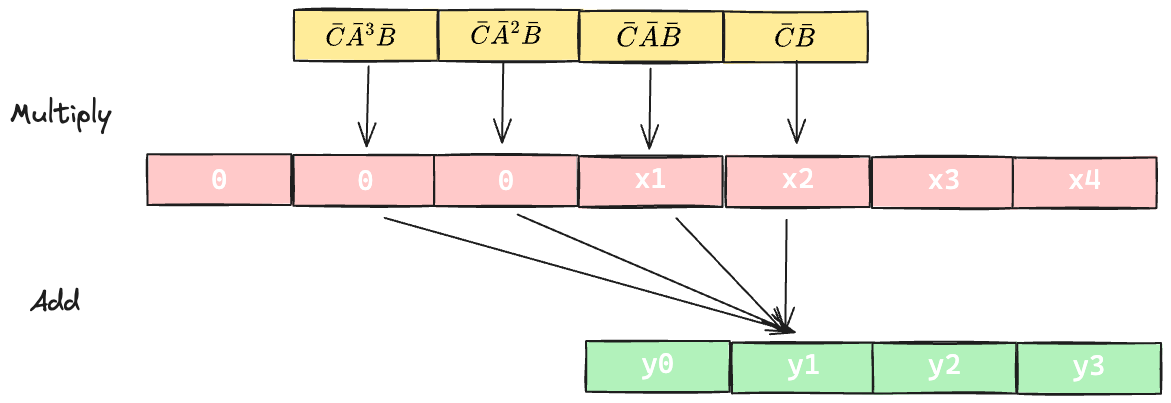 C̄Ā³B̄ C̄Ā²B̄ C̄ĀB̄ C̄B̄
Multiply
0 0 0 x1 x2 x3 x4
Add
y0 y1 y2 y3